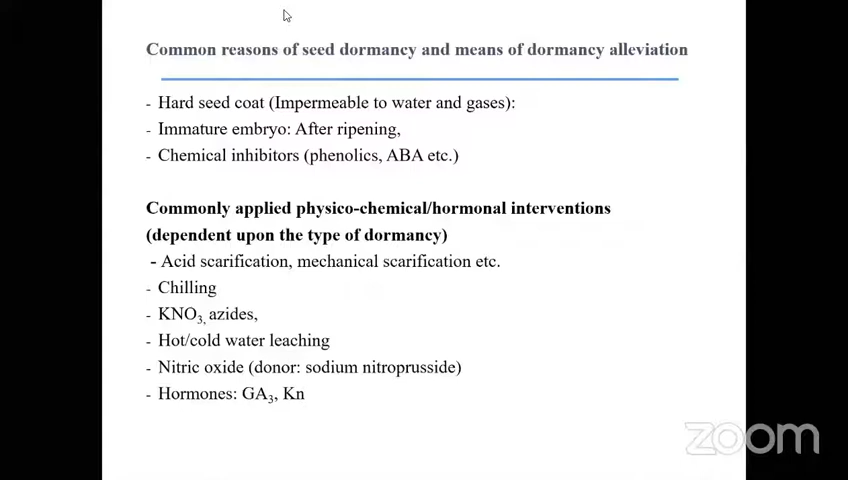 Common reasons of seed dormancy and means of dormancy alleviation
- Hard seed coat (Impermeable to water and gases):
- Immature embryo: After ripening,
- Chemical inhibitors (phenolics, ABA etc.)
Commonly applied physico-chemical/hormonal interventions
(dependent upon the type of dormancy)
- Acid scarification, mechanical scarification etc.
- Chilling
- KNO3, azides,
- Hot/cold water leaching
- Nitric oxide (donor: sodium nitroprusside)
- Hormones: GA3, Kn
zoom